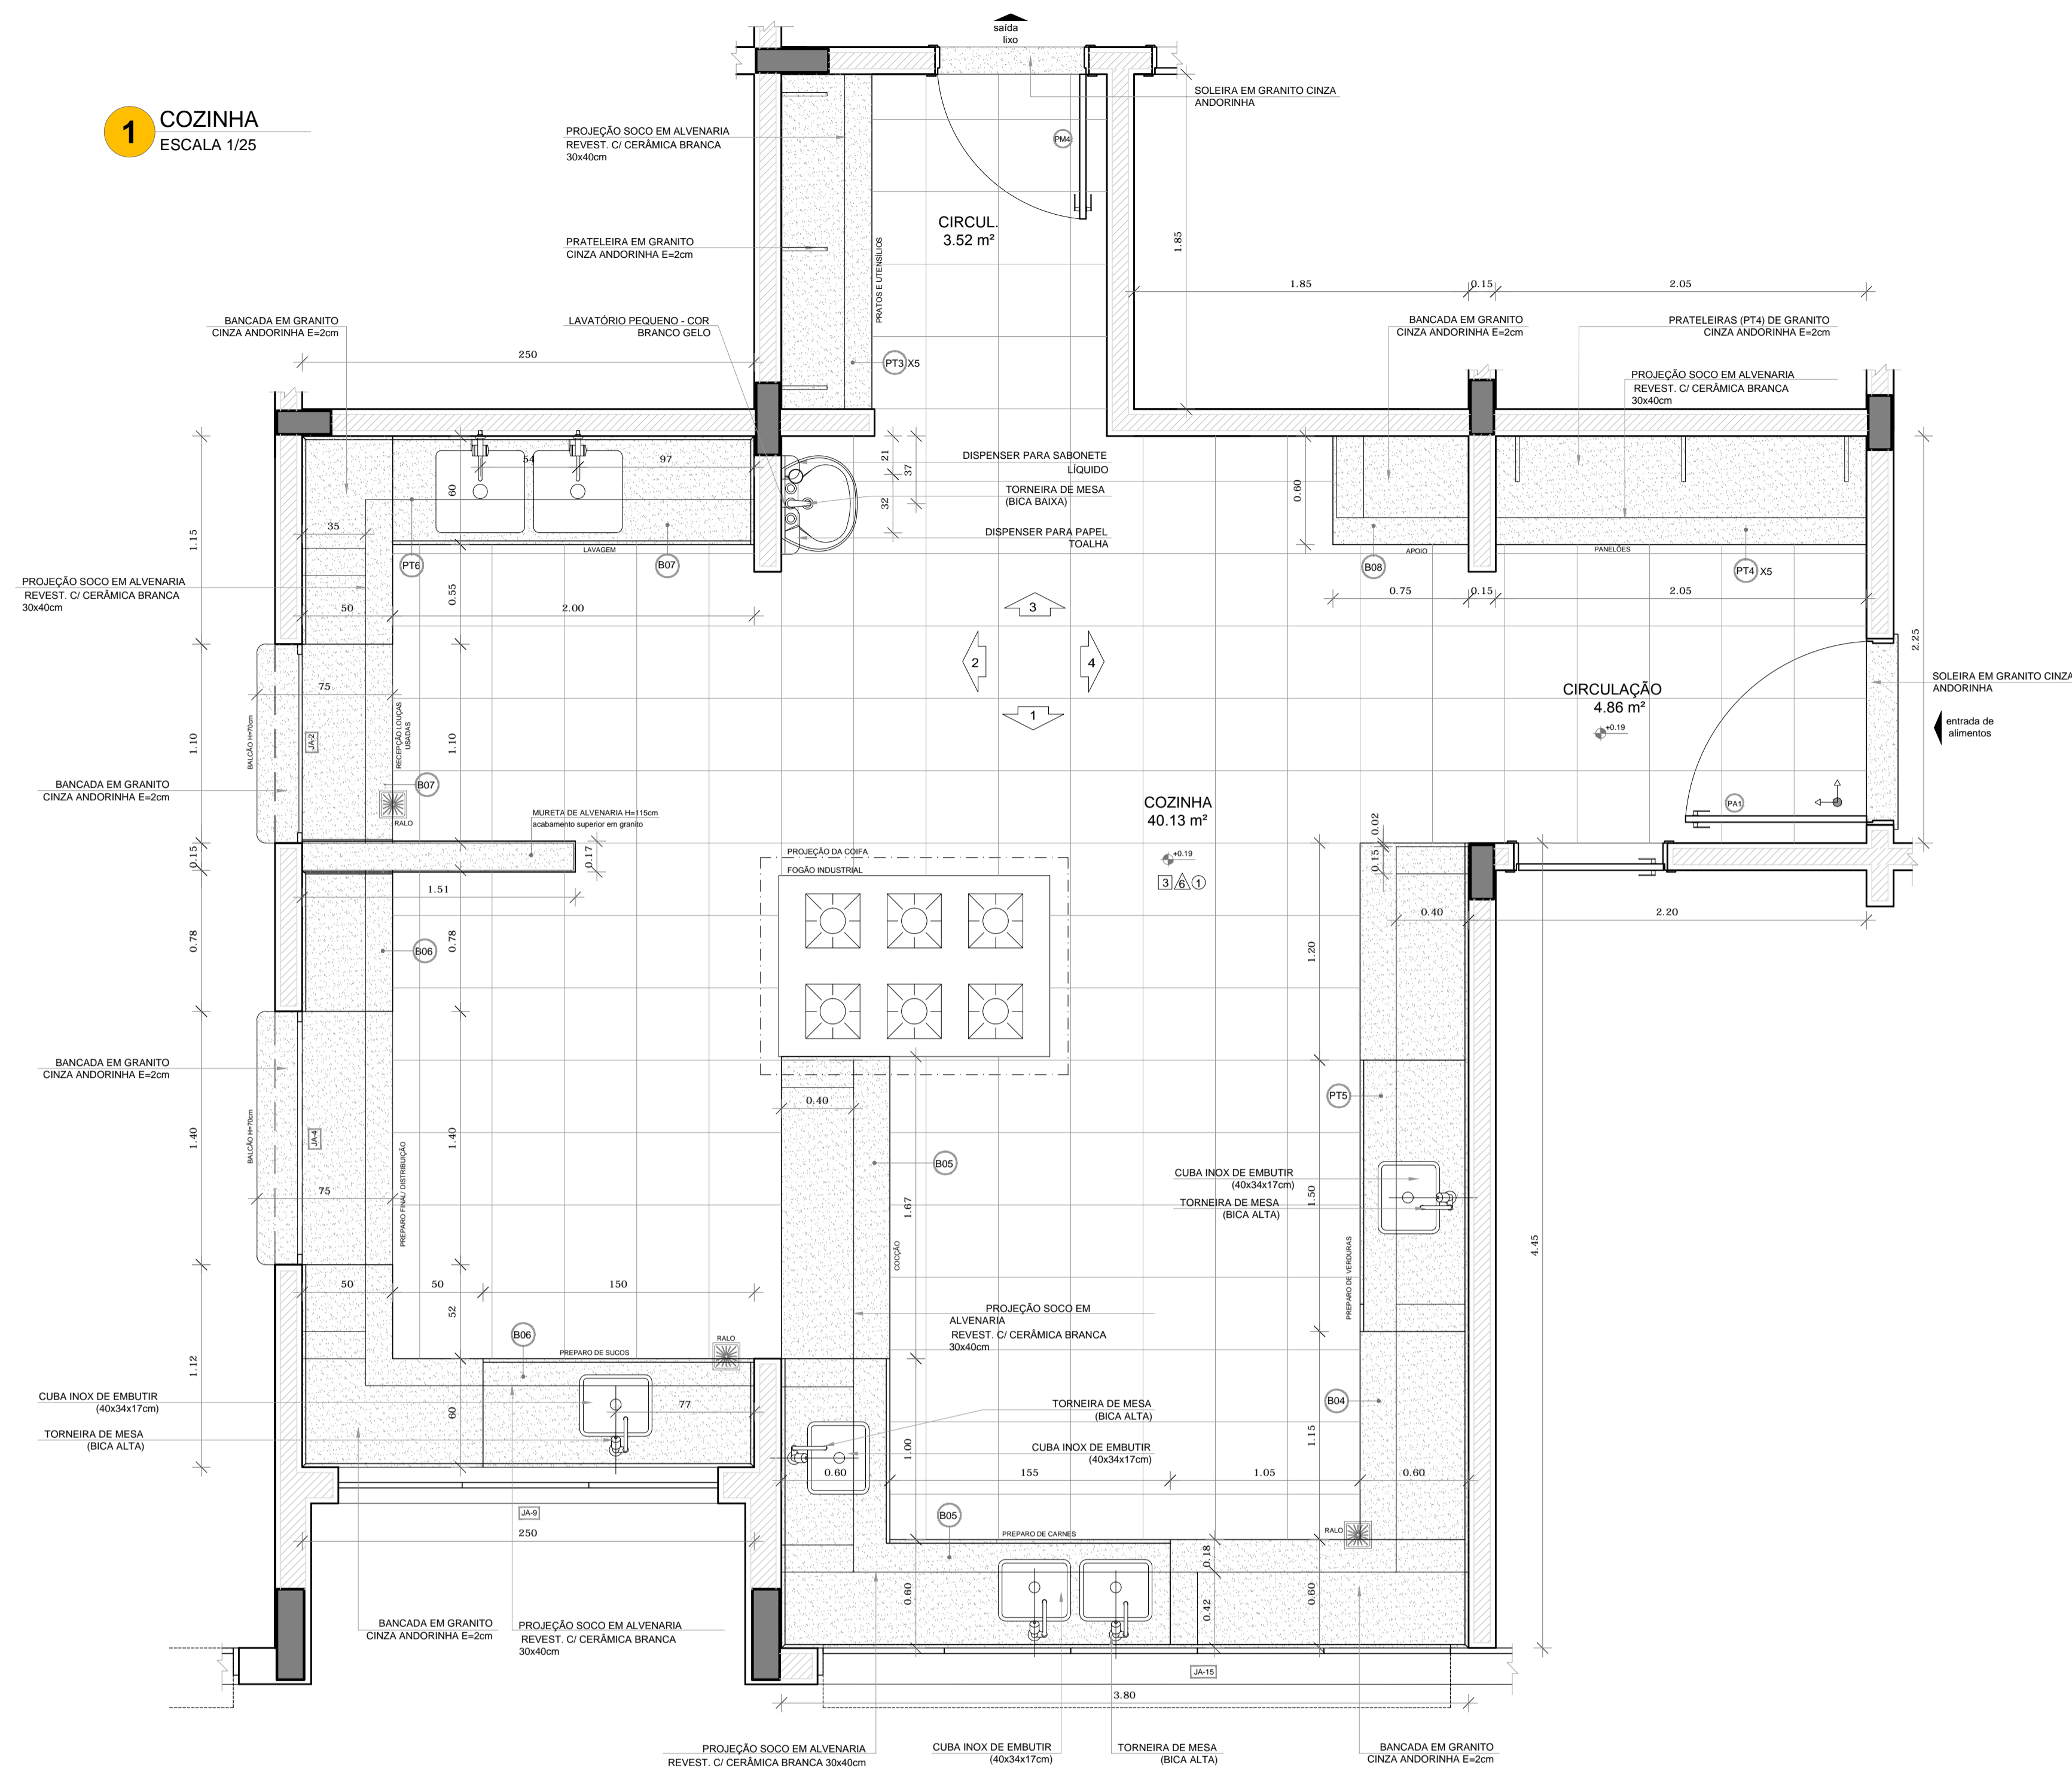 saída
lixo
1
COZINHA
ESCALA 1/25
SOLEIRA EM GRANITO CINZA
ANDORINHA
PROJEÇÃO SOCO EM ALVENARIA
REVEST. C/ CERÂMICA BRANCA
30x40cm
PM4
CIRCUL.
3.52 m²
PRATELEIRA EM GRANITO
CINZA ANDORINHA E=2cm
PRATOS E UTENSÍLIOS
1.85
1.85
0.15
2.05
BANCADA EM GRANITO
CINZA ANDORINHA E=2cm
LAVATÓRIO PEQUENO - COR
BRANCO GELO
BANCADA EM GRANITO
CINZA ANDORINHA E=2cm
PRATELEIRAS (PT4) DE GRANITO
CINZA ANDORINHA E=2cm
250
PT3 X5
PROJEÇÃO SOCO EM ALVENARIA
REVEST. C/ CERÂMICA BRANCA
30x40cm
54
97
60
21
37
32
DISPENSER PARA SABONETE
LÍQUIDO
TORNEIRA DE MESA
(BICA BAIXA)
DISPENSER PARA PAPEL
TOALHA
0.60
35
1.15
LAVAGEM
APOIO
PANELÕES
PT6
B07
B08
PT4 X5
PROJEÇÃO SOCO EM ALVENARIA
REVEST. C/ CERÂMICA BRANCA
30x40cm
0.55
50
2.00
0.75
0.15
2.05
3
2
4
1
2.25
SOLEIRA EM GRANITO CINZA
ANDORINHA
75
CIRCULAÇÃO
4.86 m²
+0.19
entrada de
alimentos
BALCÃO H=70cm
JA-2
RECEPÇÃO LOUÇAS
USADAS
1.10
1.10
BANCADA EM GRANITO
CINZA ANDORINHA E=2cm
B07
RALO
MURETA DE ALVENARIA H=115cm
acabamento superior em granito
COZINHA
40.13 m²
PA1
0.02
0.15
0.15
0.17
PROJEÇÃO DA COIFA
FOGÃO INDUSTRIAL
+0.19
3
6
1
1.51
0.40
2.20
0.78
0.78
B06
1.20
BANCADA EM GRANITO
CINZA ANDORINHA E=2cm
BALCÃO H=70cm
JA-4
1.40
1.40
PREPARO FINAL/ DISTRIBUIÇÃO
75
0.40
PT5
B05
CUBA INOX DE EMBUTIR
(40x34x17cm)
TORNEIRA DE MESA
(BICA ALTA)
1.67
1.50
4.45
COCÇÃO
PREPARO DE VERDURAS
50
50
150
52
1.12
PROJEÇÃO SOCO EM
ALVENARIA
REVEST. C/ CERÂMICA BRANCA
30x40cm
B06
RALO
PREPARO DE SUCOS
CUBA INOX DE EMBUTIR
(40x34x17cm)
TORNEIRA DE MESA
(BICA ALTA)
60
77
TORNEIRA DE MESA
(BICA ALTA)
CUBA INOX DE EMBUTIR
(40x34x17cm)
B04
1.15
1.00
0.60
155
1.05
0.60
JA-9
250
B05
PREPARO DE CARNES
RALO
0.18
0.42
0.60
0.60
BANCADA EM GRANITO
CINZA ANDORINHA E=2cm
PROJEÇÃO SOCO EM ALVENARIA
REVEST. C/ CERÂMICA BRANCA
30x40cm
JA-15
3.80
PROJEÇÃO SOCO EM ALVENARIA
REVEST. C/ CERÂMICA BRANCA 30x40cm
CUBA INOX DE EMBUTIR
(40x34x17cm)
TORNEIRA DE MESA
(BICA ALTA)
BANCADA EM GRANITO
CINZA ANDORINHA E=2cm